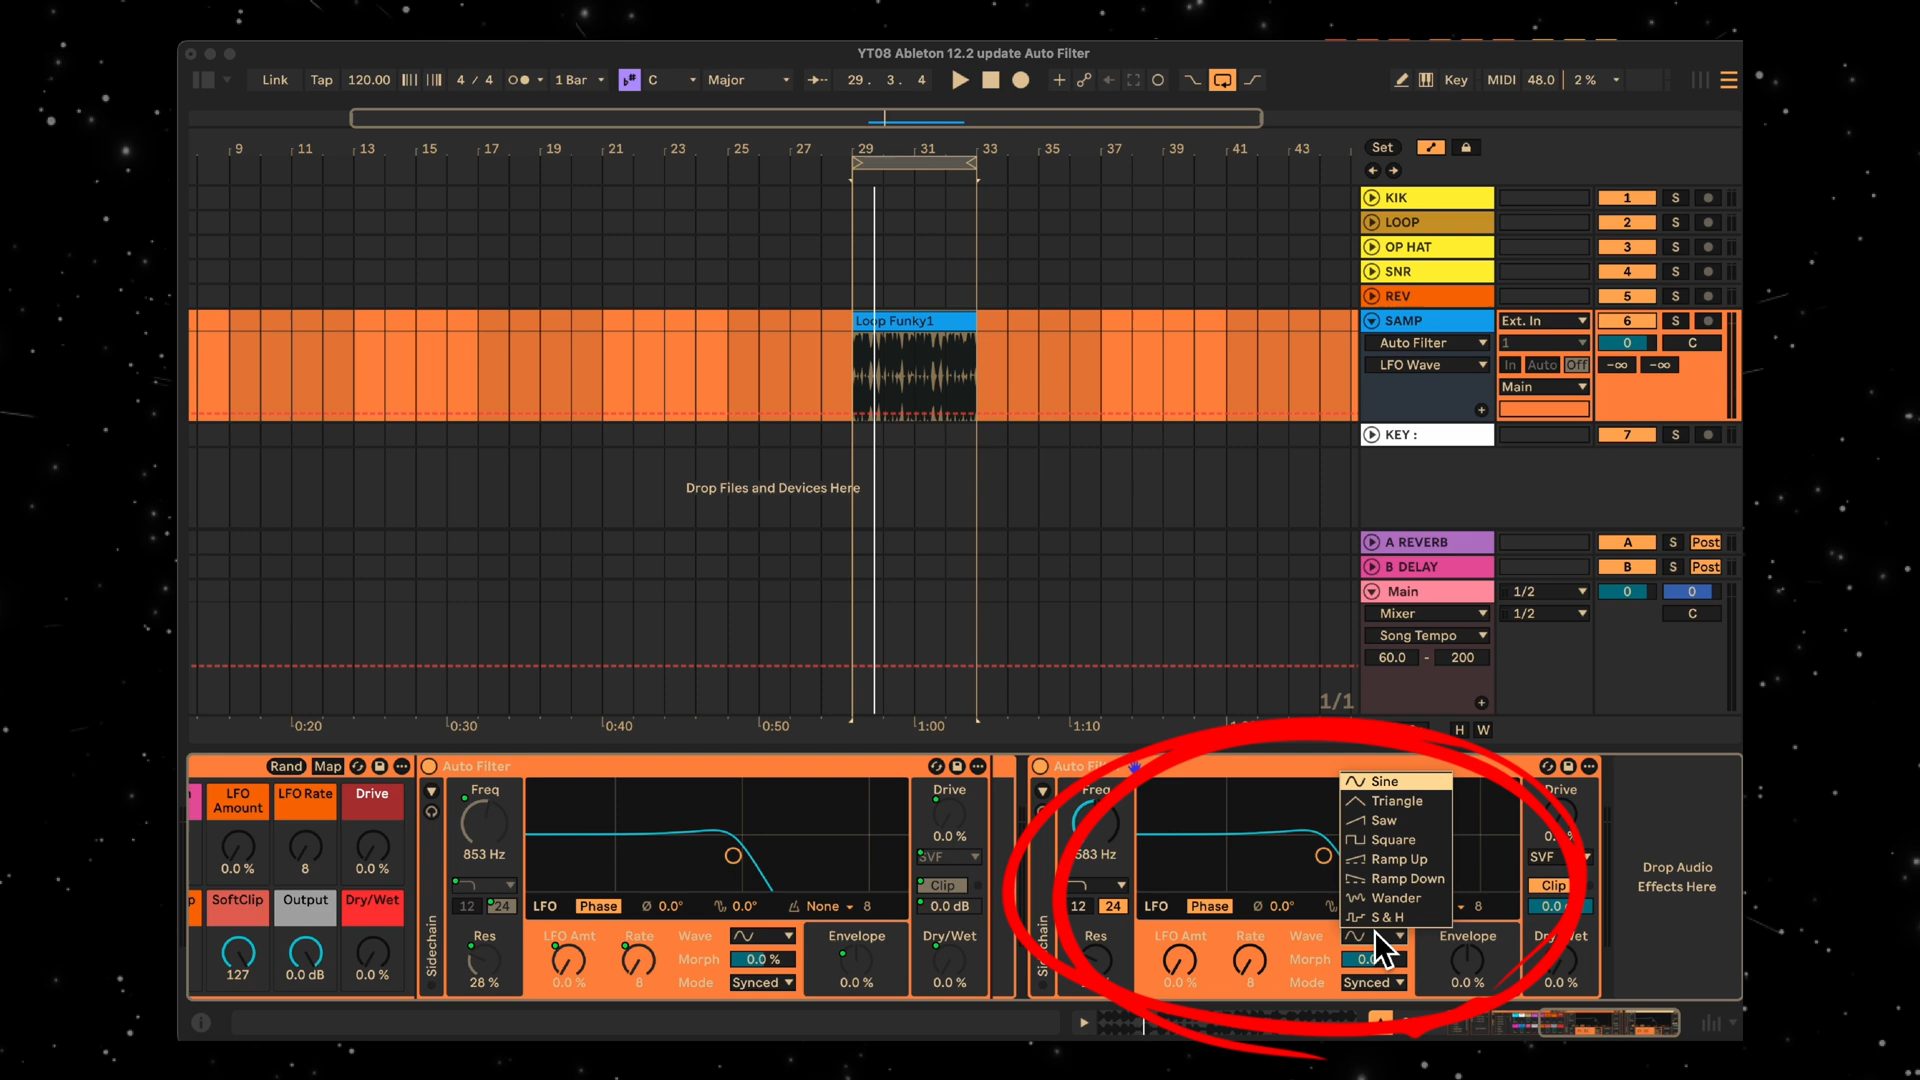 YT08 Ableton 12.2 update Auto Filter
Link Tap 120.00 4 / 4 1 Bar C Major 29. 3. 4 Key MIDI 48.0 2 %
9 11 13 15 17 19 21 23 25 27 29 31 33 35 37 39 41 43 Set
KIK 1 S
LOOP 2 S
OP HAT 3 S
SNR 4 S
REV 5 S
Loop Funky1 SAMP Ext. In 6 S
Auto Filter 1 0 C
LFO Wave In Auto Off -∞ -∞
Main
KEY : 7 S
Drop Files and Devices Here
A REVERB A S Post
B DELAY B S Post
Main 1/2 0 0
Mixer 1/2 C
Song Tempo
60.0 - 200
1/1
0:20 0:30 0:40 0:50 1:00 1:10
H W
Rand Map Auto Filter
LFO Amount LFO Rate Drive
0.0 % 8 0.0 %
SoftClip Output Dry/Wet
127 0.0 dB 0.0 %
Sidechain
Freq
853 Hz
12 24
Res
28 %
LFO Phase Ø 0.0° 0.0° None 8
LFO Amt Rate Wave
Morph 0.0 %
0.0 % 8 Mode Synced
Envelope
0.0 %
Drive
0.0 %
SVF
Clip
0.0 dB
Dry/Wet
0.0 %
Sidechain
Freq
583 Hz
12 24
Res
LFO Phase Ø 0.0° 8
LFO Amt Rate Wave
Morph
0.0 % 8 Mode Synced
Sine
Triangle
Saw
Square
Ramp Up
Ramp Down
Wander
S & H
Envelope
0.0 %
Drive
SVF
Clip
Dry/Wet
0.0 %
Drop Audio
Effects Here